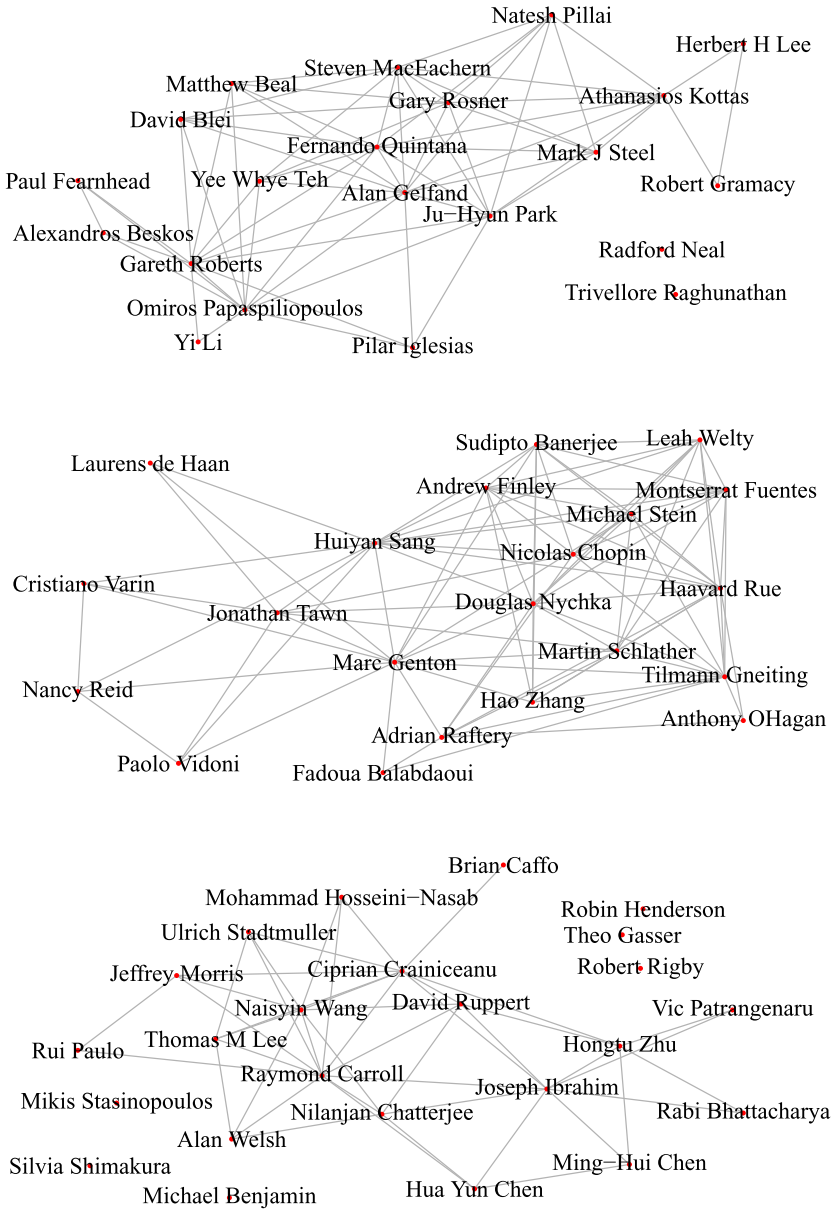 Natesh Pillai
Herbert H Lee
Steven MacEachern
Matthew Beal
Gary Rosner
Athanasios Kottas
David Blei
Fernando Quintana
Mark J Steel
Paul Fearnhead
Yee Whye Teh
Alan Gelfand
Robert Gramacy
Ju−Hyun Park
Alexandros Beskos
Radford Neal
Gareth Roberts
Trivellore Raghunathan
Omiros Papaspiliopoulos
Yi Li
Pilar Iglesias
Sudipto Banerjee
Leah Welty
Laurens de Haan
Andrew Finley
Montserrat Fuentes
Michael Stein
Huiyan Sang
Nicolas Chopin
Cristiano Varin
Haavard Rue
Jonathan Tawn
Douglas Nychka
Martin Schlather
Marc Genton
Tilmann Gneiting
Nancy Reid
Hao Zhang
Anthony OHagan
Adrian Raftery
Paolo Vidoni
Fadoua Balabdaoui
Brian Caffo
Mohammad Hosseini−Nasab
Robin Henderson
Ulrich Stadtmuller
Theo Gasser
Robert Rigby
Jeffrey Morris
Ciprian Crainiceanu
David Ruppert
Naisyin Wang
Vic Patrangenaru
Thomas M Lee
Hongtu Zhu
Rui Paulo
Raymond Carroll
Joseph Ibrahim
Mikis Stasinopoulos
Nilanjan Chatterjee
Rabi Bhattacharya
Alan Welsh
Ming−Hui Chen
Silvia Shimakura
Hua Yun Chen
Michael Benjamin